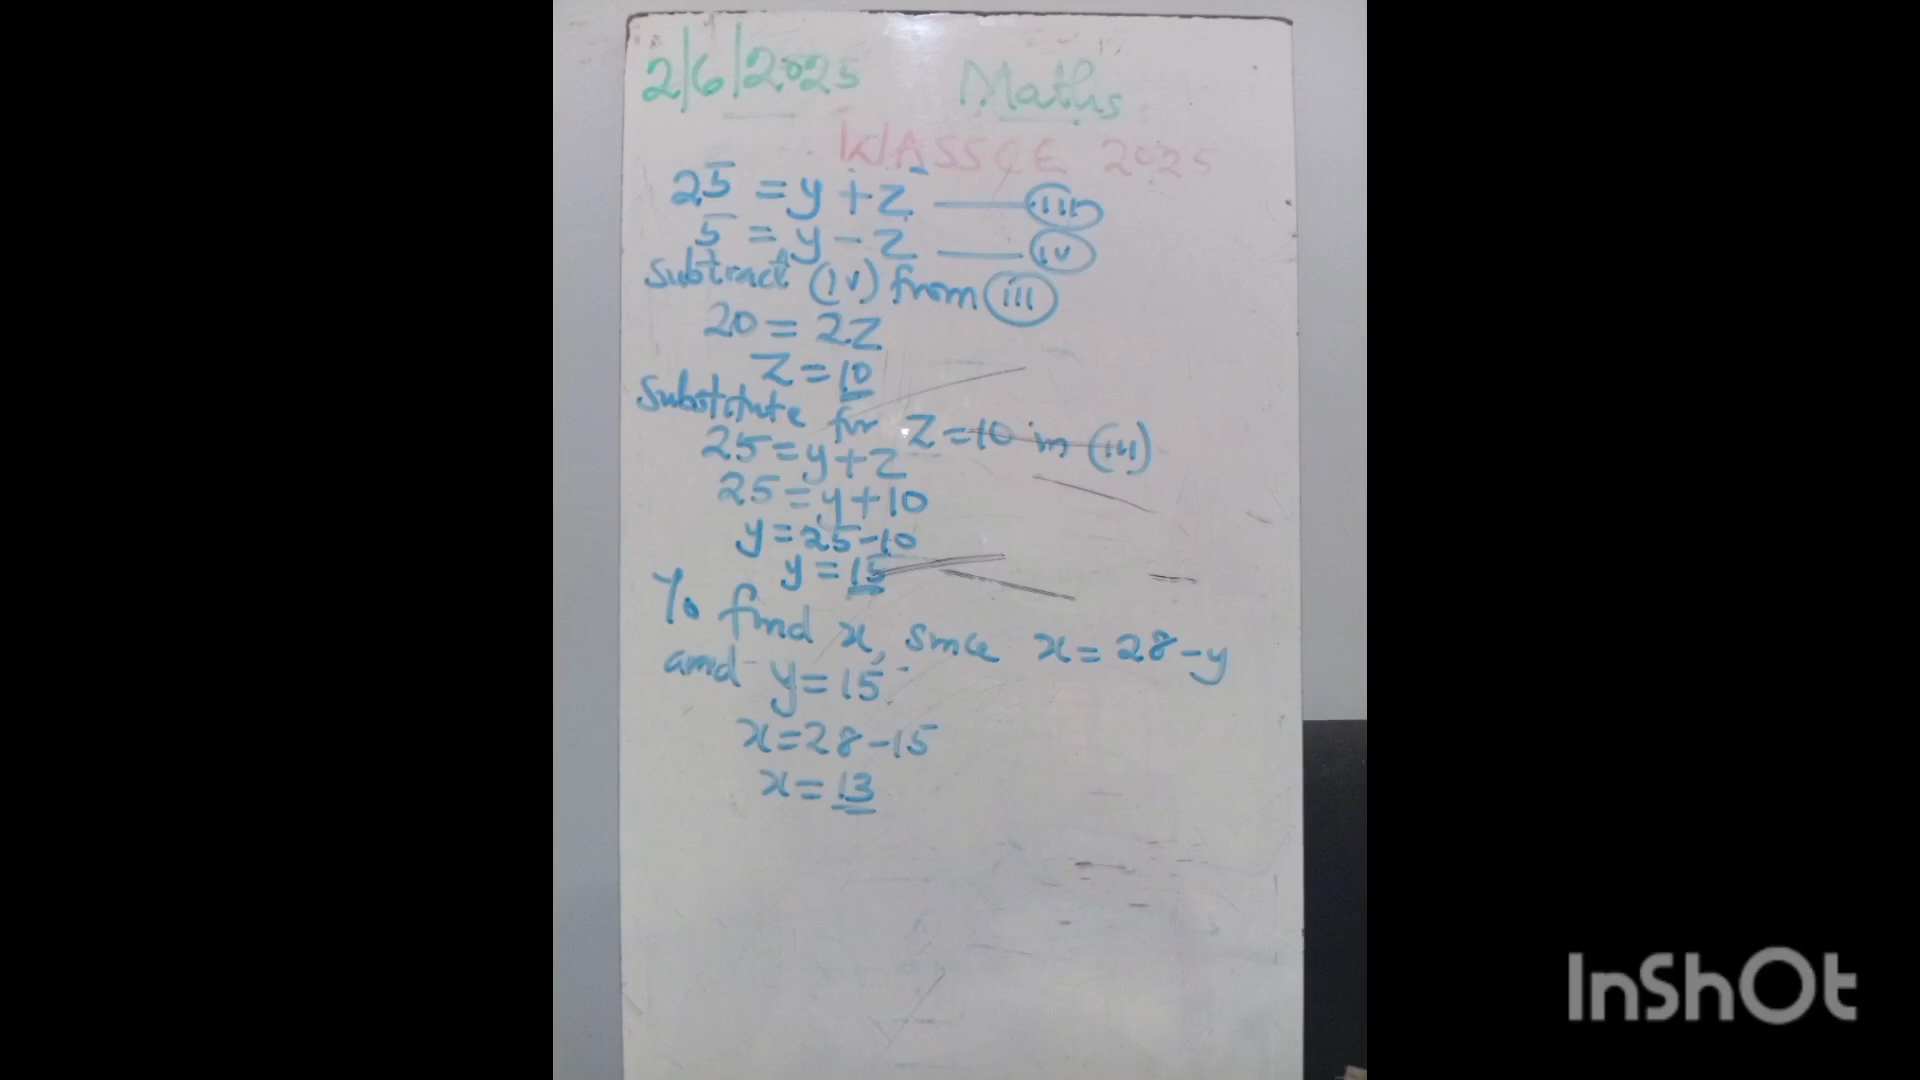 2/6/2025 Maths
WASSCE 2025
25 = y + z (iii)
5 = y - z (iv)
Subtract (iv) from (iii)
20 = 2z
z = 10
Substitute for z = 10 in (iii)
25 = y + z
25 = y + 10
y = 25 - 10
y = 15
To find x, since x = 28 - y
and y = 15
x = 28 - 15
x = 13
InShOt